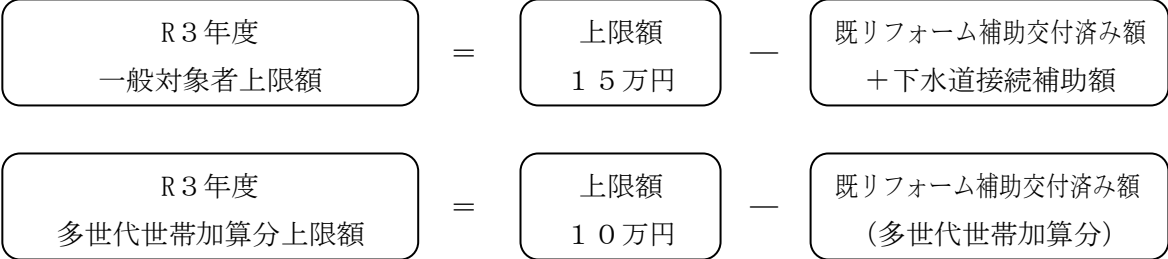 R３年度
一般対象者上限額
＝
上限額
１５万円
―
既リフォーム補助交付済み額
＋下水道接続補助額
R３年度
多世代世帯加算分上限額
＝
上限額
１０万円
―
既リフォーム補助交付済み額
（多世代世帯加算分）